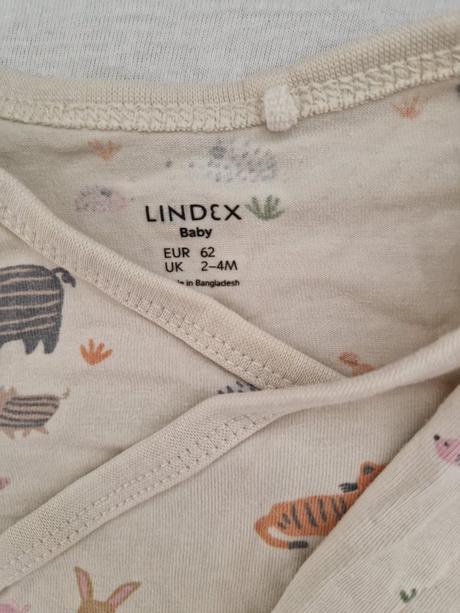 LINDEX
Baby
EUR 62
UK 2–4M
in Bangladesh